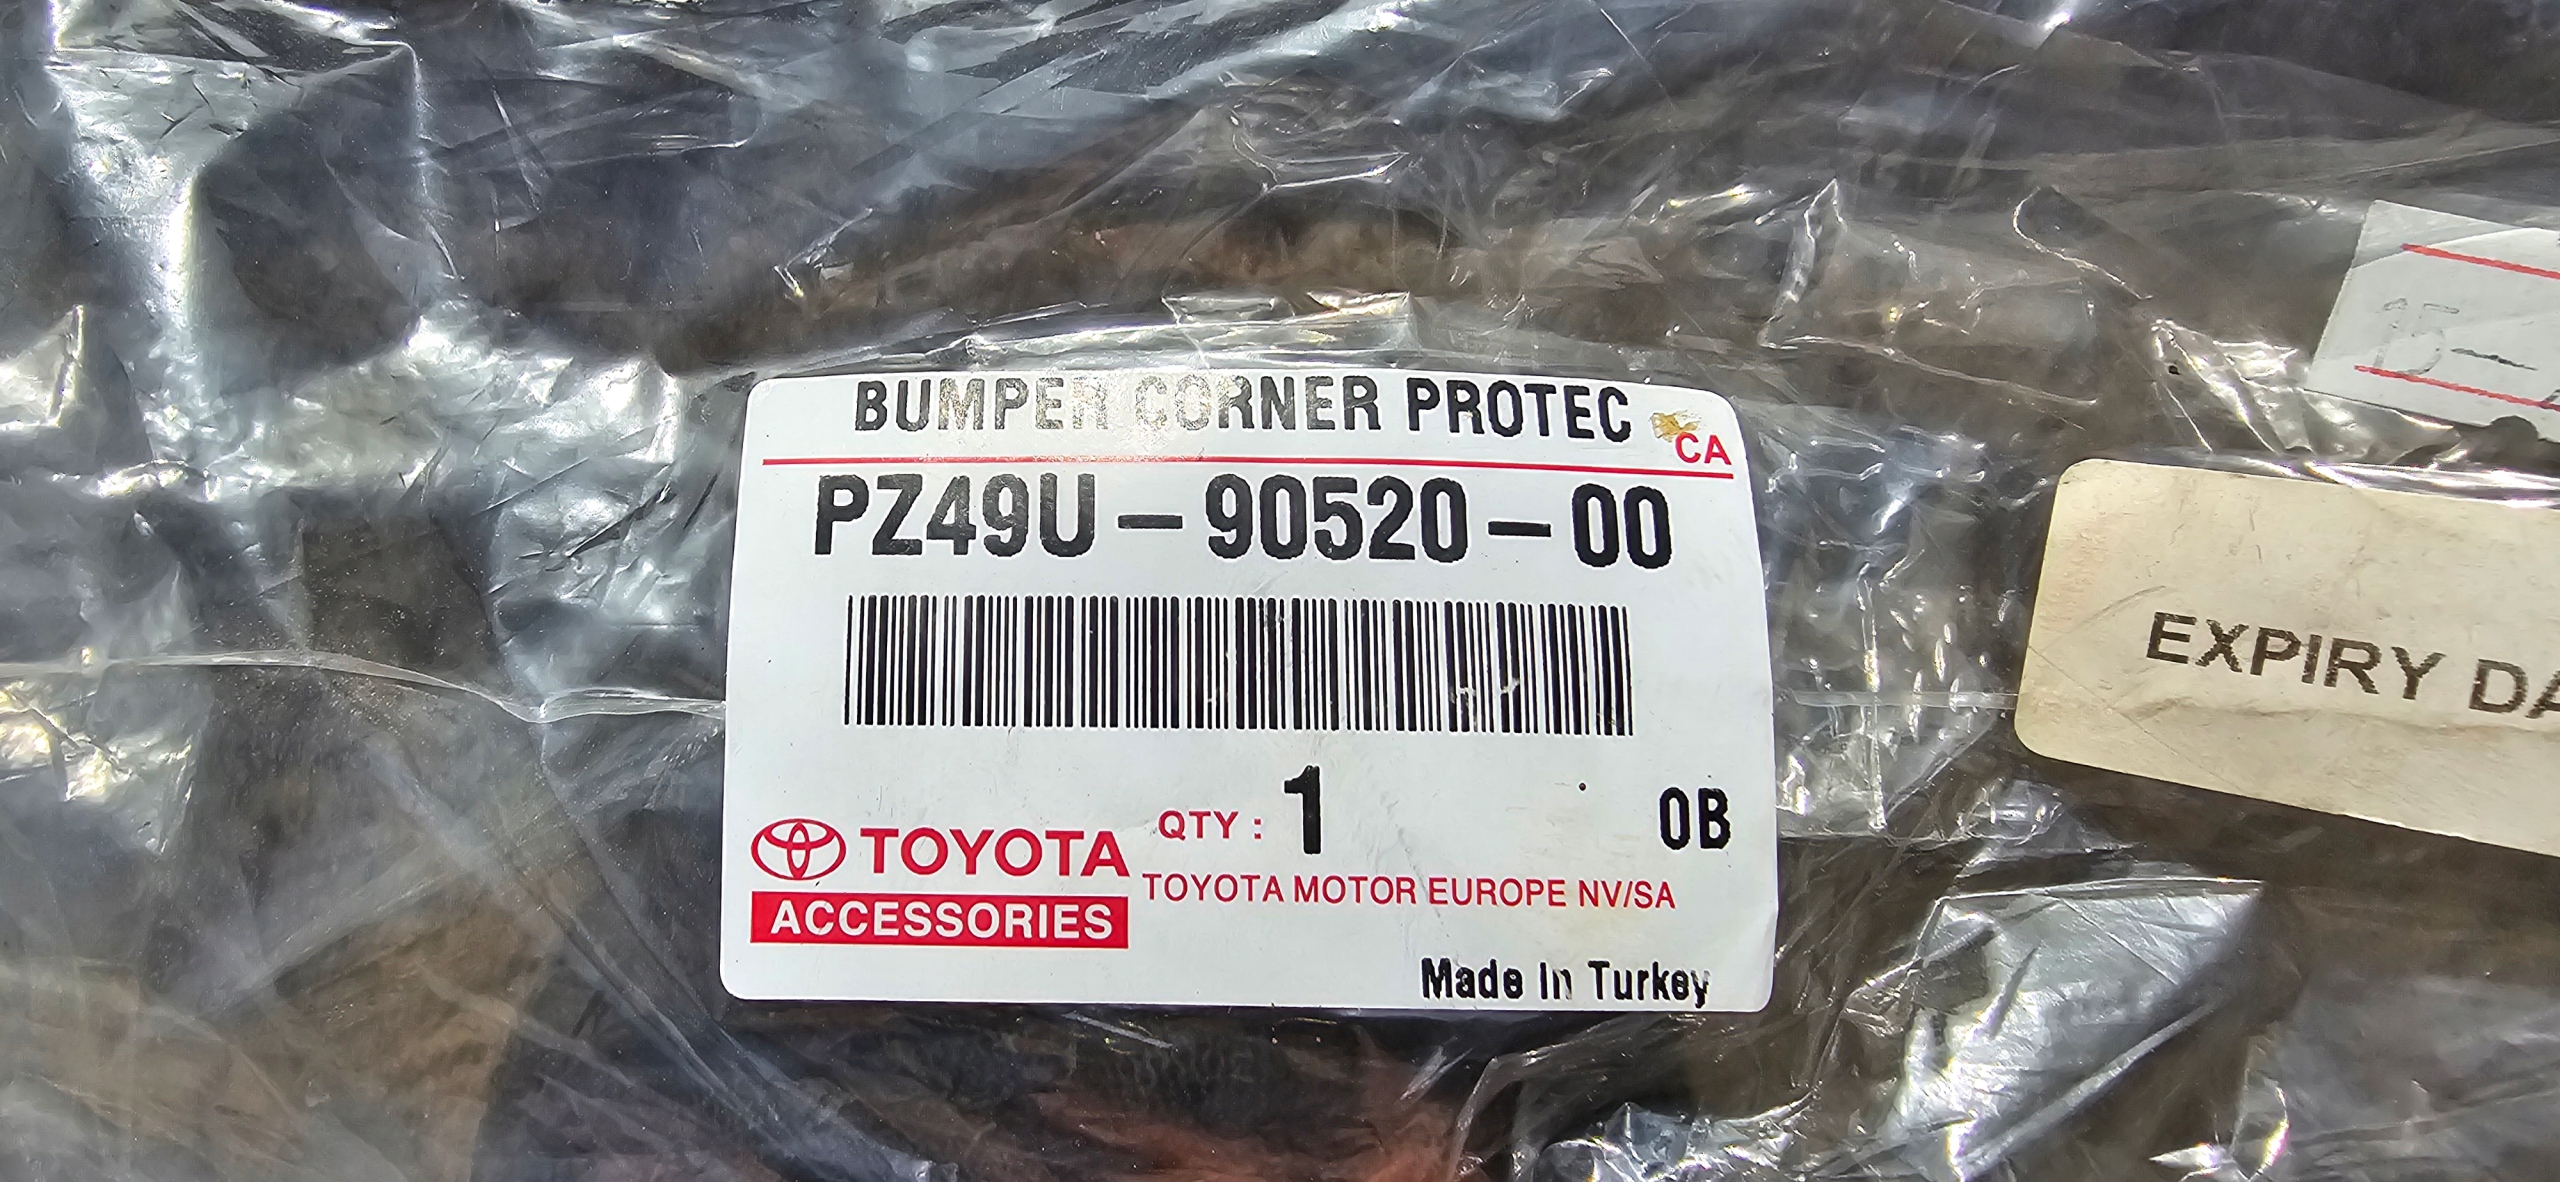 BUMPER CORNER PROTEC
CA
PZ49U-90520-00
QTY : 1
0B
TOYOTA
ACCESSORIES
TOYOTA MOTOR EUROPE NV/SA
Made In Turkey
EXPIRY